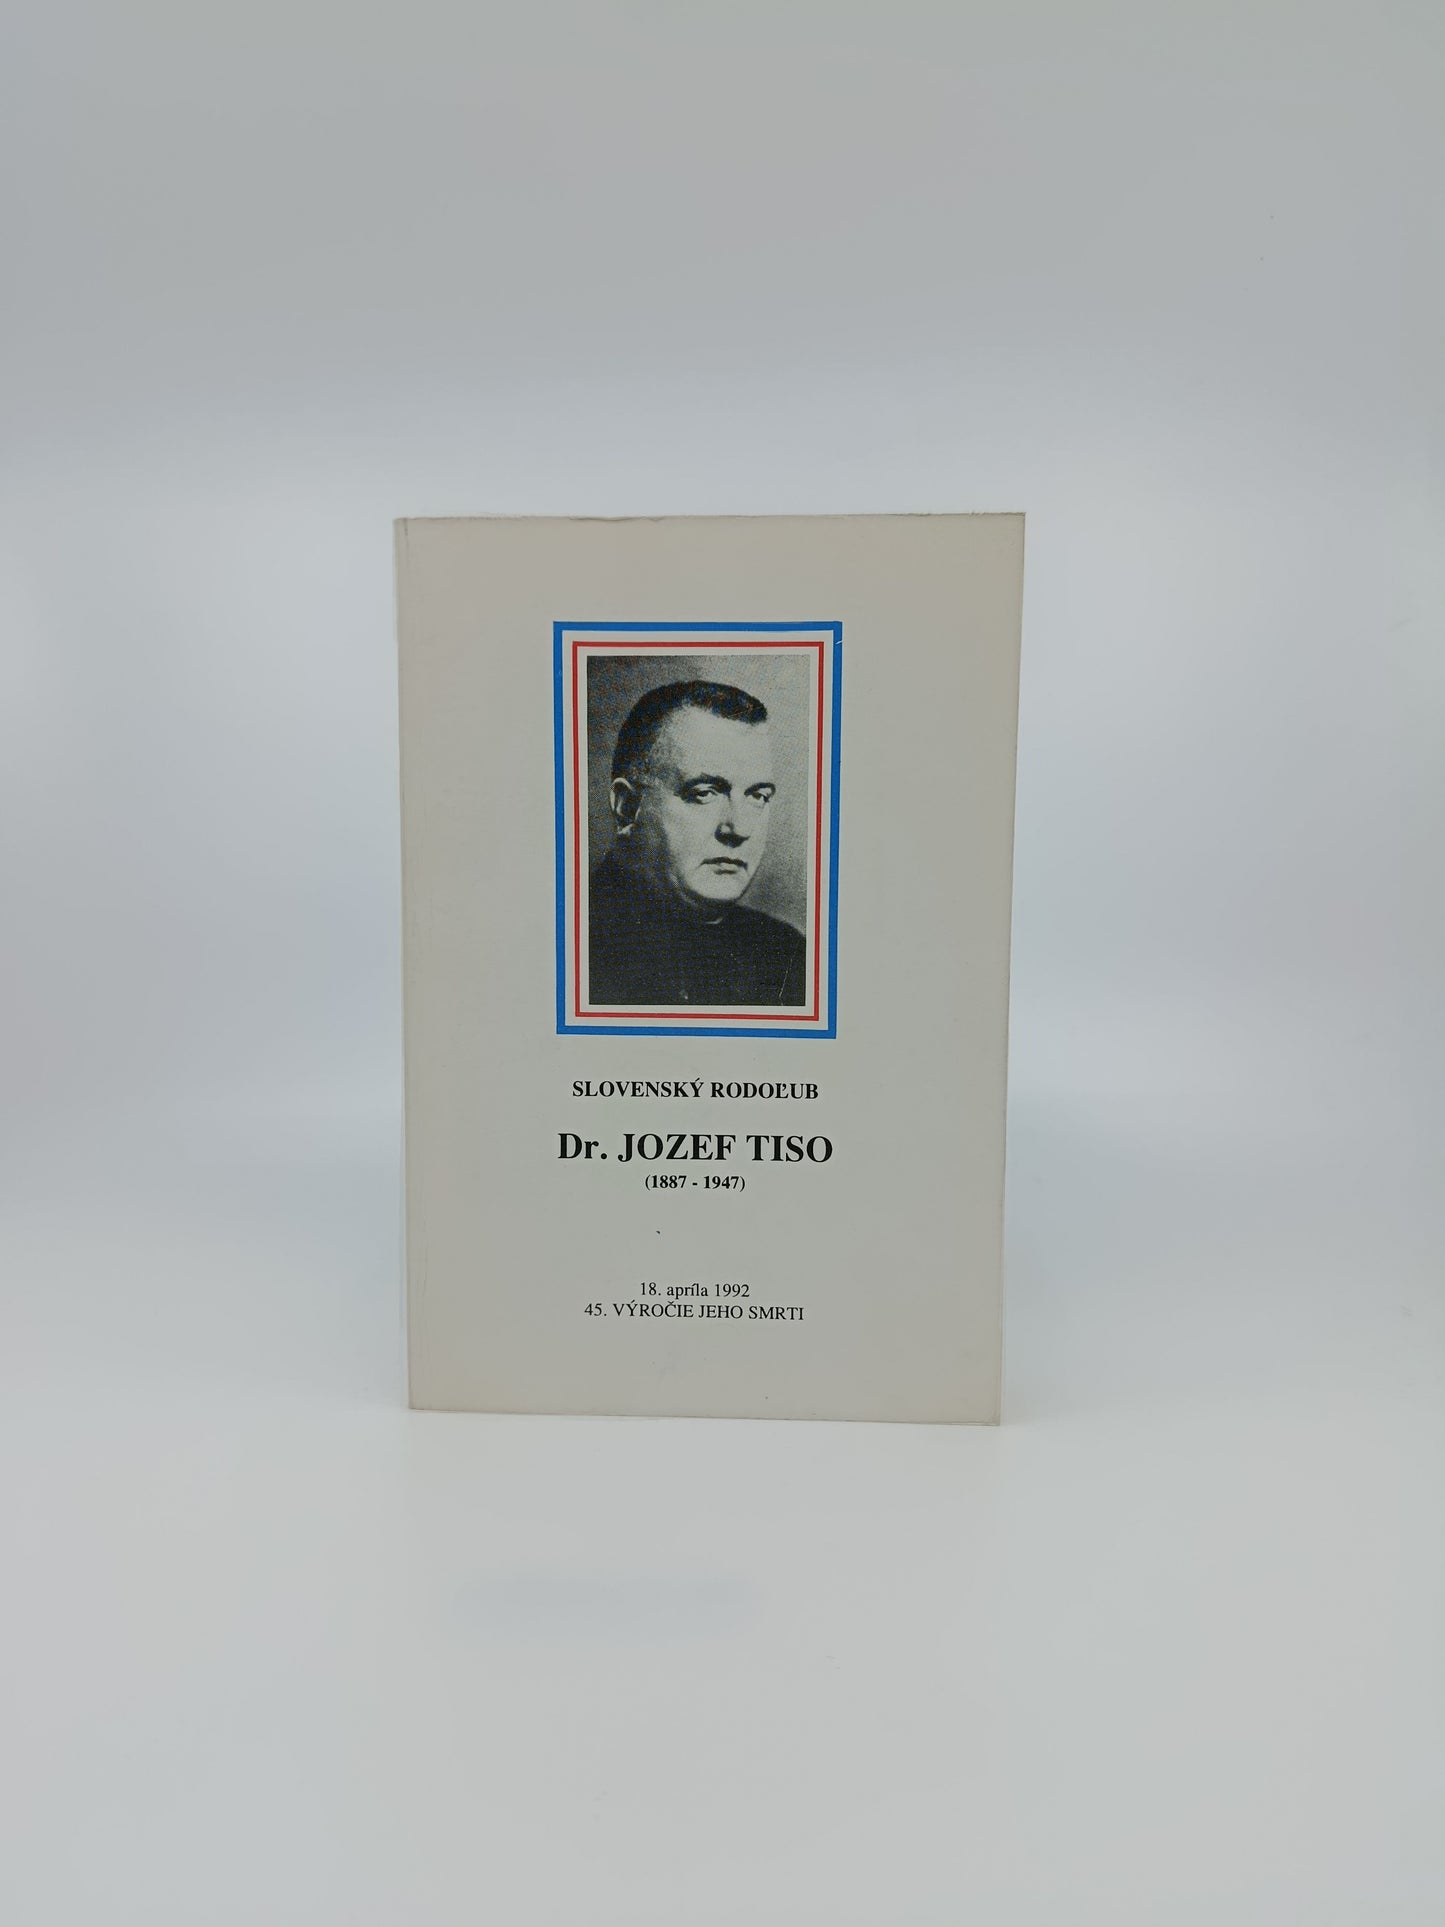 SLOVENSKÝ RODOĽUB
Dr. JOZEF TISO
(1887 - 1947)
18. apríla 1992
45. VÝROČIE JEHO SMRTI